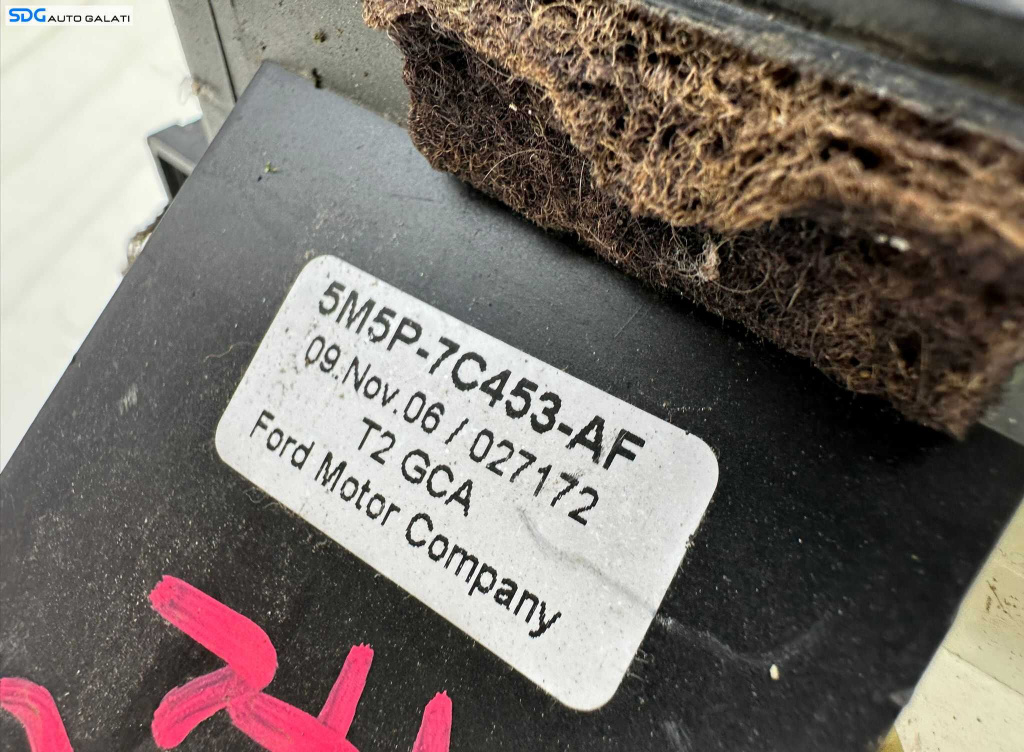 SDG AUTO GALATI
5M5P-7C453-AF
09.Nov.06 / 027172
T2 GCA
Ford Motor Company